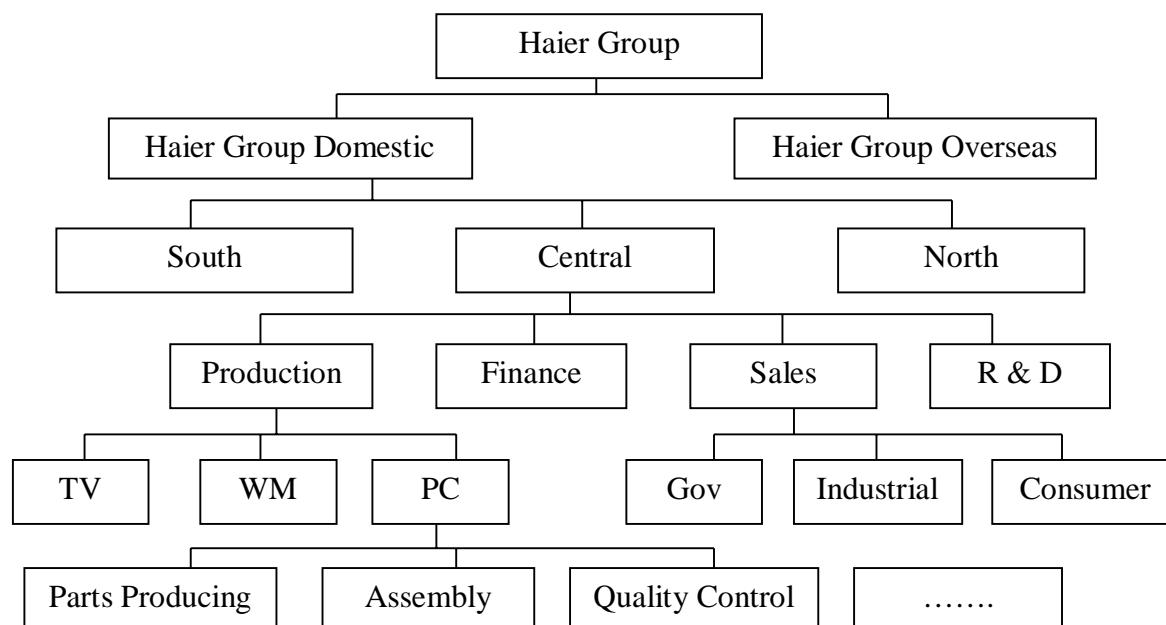 Haier Group
Haier Group Domestic
Haier Group Overseas
South
Central
North
Production
Finance
Sales
R & D
TV
WM
PC
Gov
Industrial
Consumer
Parts Producing
Assembly
Quality Control
…….